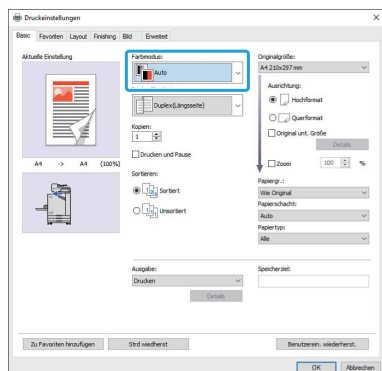 Druckeinstellungen
Basic Favoriten Layout Finishing Bild Erweitert
Aktuelle Einstellung
A4 -> A4 (100%)
Farbmodus:
Auto
Duplex(Längsseite)
Kopien:
1
Drucken und Pause
Sortieren:
Sortiert
Unsortiert
Originalgröße:
A4 210x297 mm
Ausrichtung:
Hochformat
Querformat
Original unt. Größe
Details
Zoom 100 %
Papiergr.:
Wie Original
Papierschacht:
Auto
Papiertyp:
Alle
Ausgabe:
Drucken
Details
Speicherziel:
Zu Favoriten hinzufügen
Strd wiedherst
Benutzerein. wiederherst.
OK Abbrechen